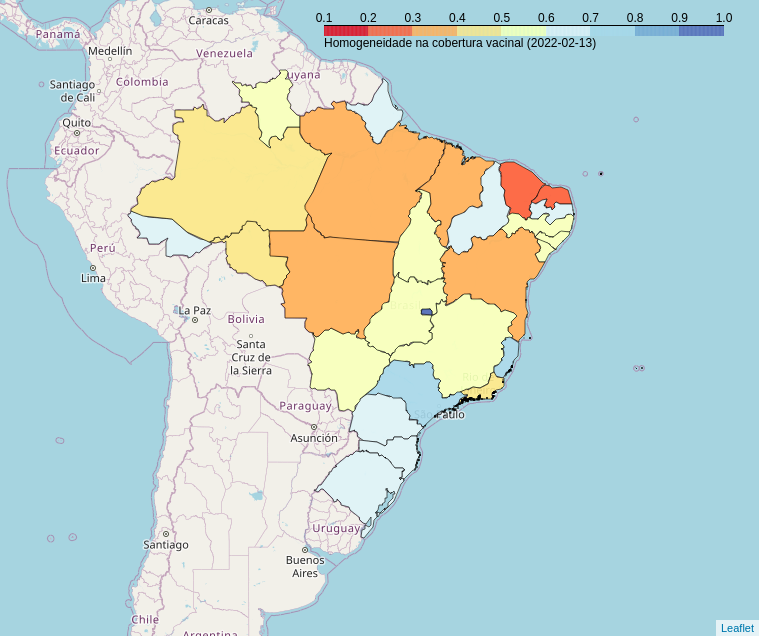 0.1 0.2 0.3 0.4 0.5 0.6 0.7 0.8 0.9 1.0
Homogeneidade na cobertura vacinal (2022-02-13)
Caracas
Panamá
Medellín
Venezuela
uyana
Colombia
Santiago
de Cali
Quito
Ecuador
Perú
Lima
La Paz
Bolivia
Santa
Cruz de
la Sierra
Paraguay
São Paulo
Asunción
Uruguay
Santiago
Buenos
Aires
Chile
Argentina
Leaflet